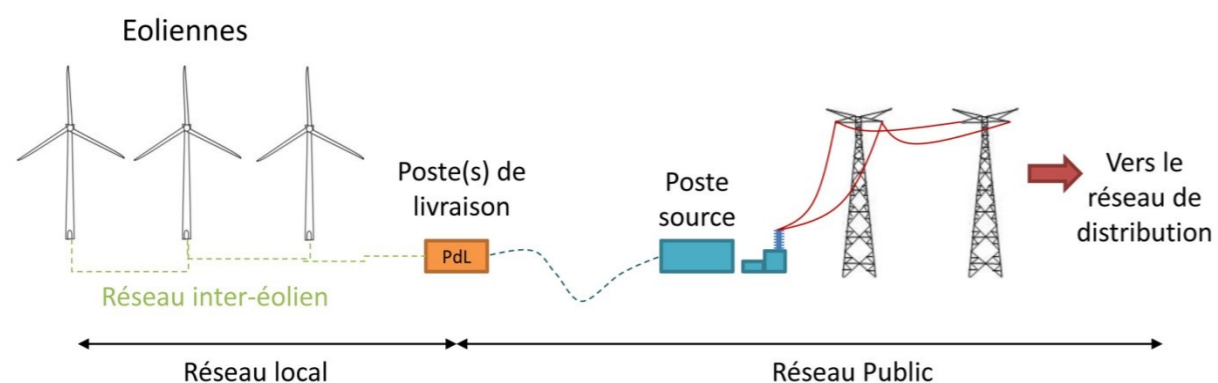 Eoliennes
Poste(s) de
livraison
PdL
Poste
source
Vers le
réseau de
distribution
Réseau inter-éolien
Réseau local
Réseau Public